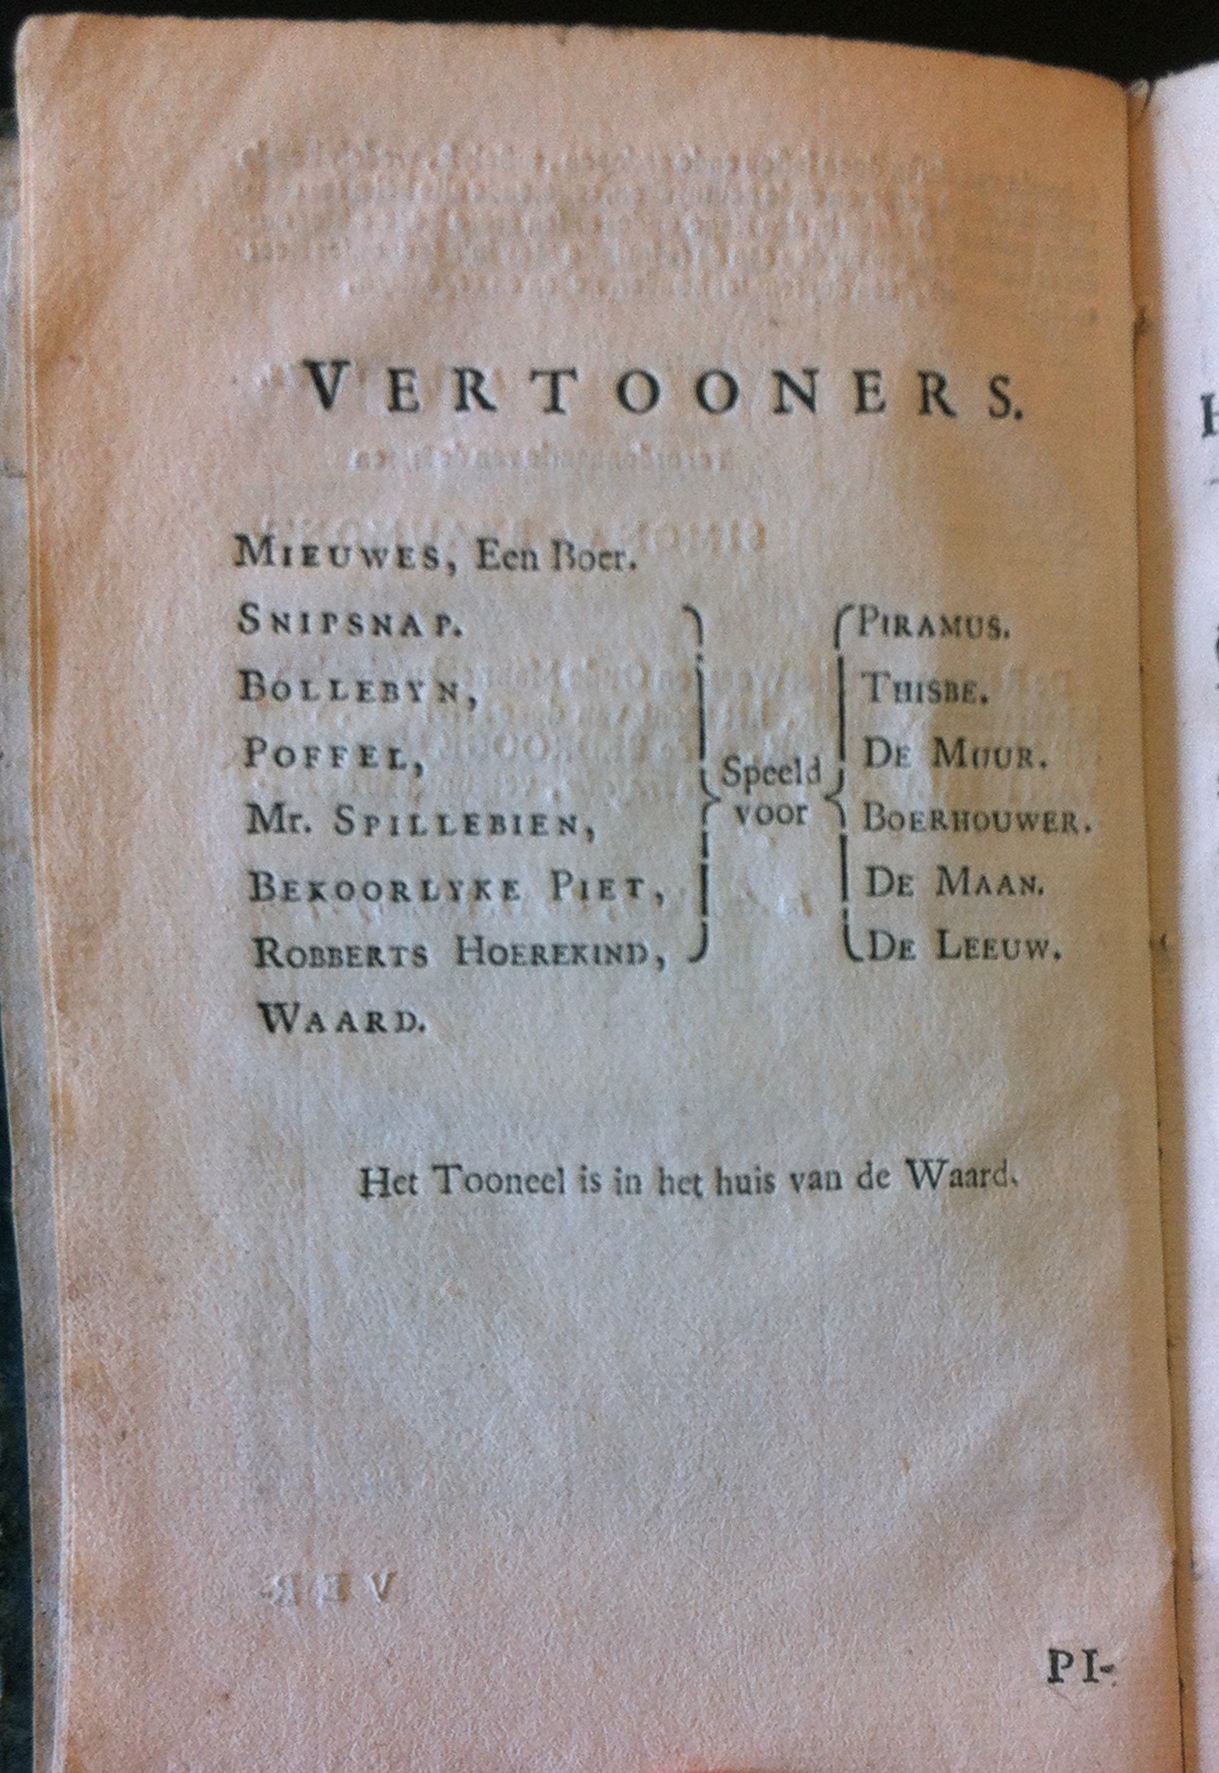 VERTOONERS.
MIEUWES, Een Boer.
SNIPSNAP. PIRAMUS.
BOLLEBYN, THISBE.
POFFEL, DE MUUR.
Speeld
voor
Mr. SPILLEBIEN, BOERHOUWER.
BEKOORLYKE PIET, DE MAAN.
ROBBERTS HOEREKIND, DE LEEUW.
WAARD.
Het Tooneel is in het huis van de Waard.
PI-